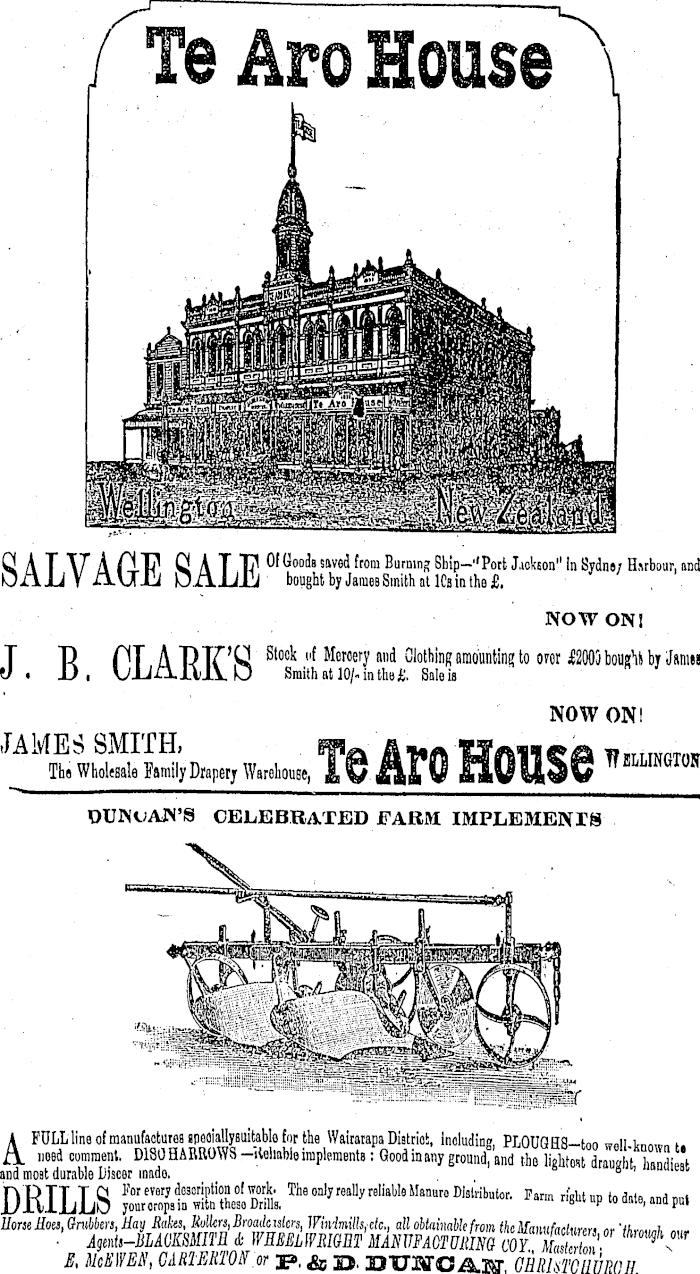 Te Aro House
Te Aro House
Te Aro House
Wellington New Zealand
SALVAGE SALE Of Goods saved from Burning Ship—"Port Jackson" in Sydney Harbour, and
bought by James Smith at 10s in the £.
NOW ON!
J. B. CLARK'S Stock of Mercery and Clothing amounting to over £2000 bought by James
Smith at 10/- in the £. Sale is
NOW ON!
JAMES SMITH,
The Wholesale Family Drapery Warehouse, Te Aro House WELLINGTON
DUNCAN'S CELEBRATED FARM IMPLEMENTS
A FULL line of manufactures speciallysuitable for the Wairarapa District, including, PLOUGHS—too well-known to
need comment. DISC HARROWS—Reliable implements: Good in any ground, and the lightest draught, handiest
and most durable Discer made.
DRILLS For every description of work. The only really reliable Manure Distributor. Farm right up to date, and put
your crops in with these Drills.
Horse Hoes, Grubbers, Hay Rakes, Rollers, Broadcasters, Windmills, etc., all obtainable from the Manufacturers, or through our
Agents—BLACKSMITH & WHEELWRIGHT MANUFACTURING COY., Masterton;
E, McEWEN, CARTERTON or P. & D. DUNCAN, CHRISTCHURCH.